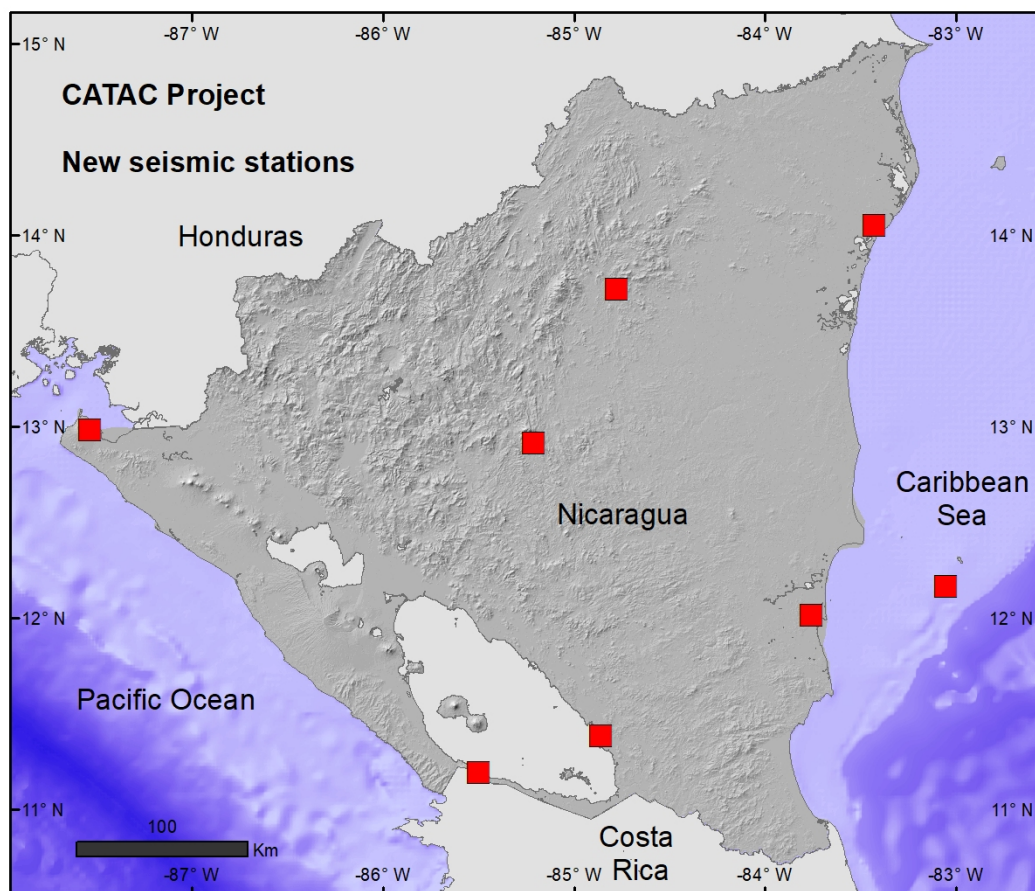 -87° W
-86° W
-85° W
-84° W
-83° W
15° N
15° N
CATAC Project
New seismic stations
Honduras
14° N
14° N
13° N
13° N
Caribbean
Sea
Nicaragua
12° N
12° N
Pacific Ocean
11° N
11° N
100
Km
Costa
Rica
-87° W
-86° W
-85° W
-84° W
-83° W